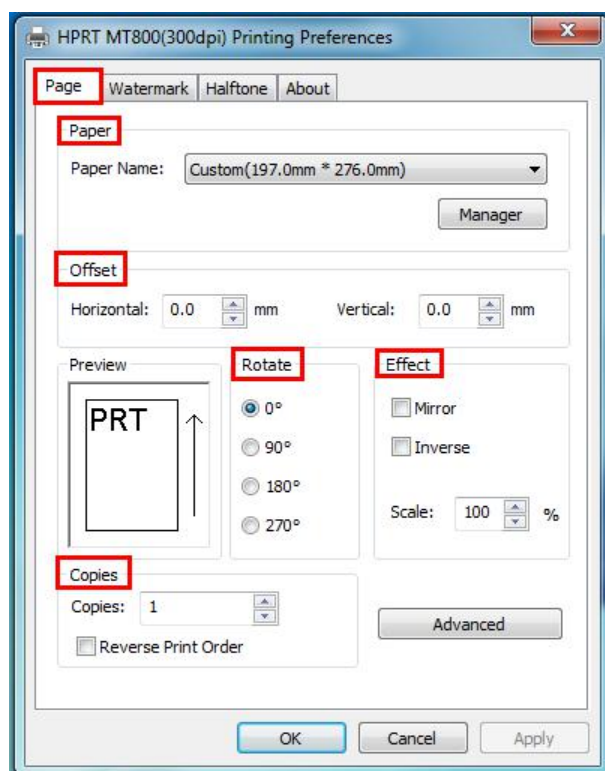 HPRT MT800(300dpi) Printing Preferences
X
Page Watermark Halftone About
Paper
Paper Name: Custom(197.0mm * 276.0mm)
Manager
Offset
Horizontal: 0.0 mm Vertical: 0.0 mm
Preview Rotate Effect
PRT
0°
90°
180°
270°
Mirror
Inverse
Scale: 100 %
Copies
Copies: 1
Reverse Print Order
Advanced
OK Cancel Apply